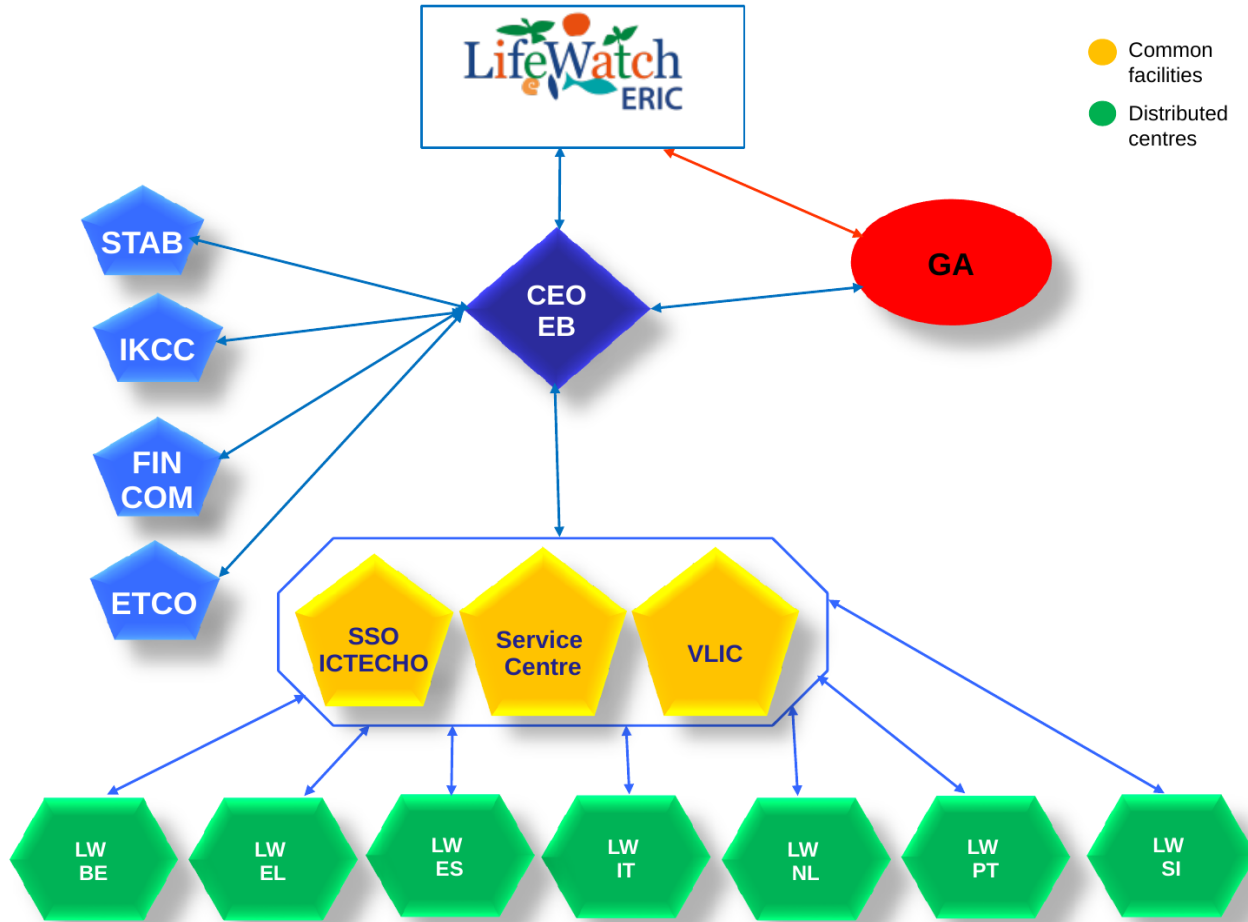 LifeWatch
ERIC
Common
facilities
Distributed
centres
STAB
IKCC
FIN
COM
ETCO
CEO
EB
GA
SSO
ICTECHO
Service
Centre
VLIC
LW
BE
LW
EL
LW
ES
LW
IT
LW
NL
LW
PT
LW
SI